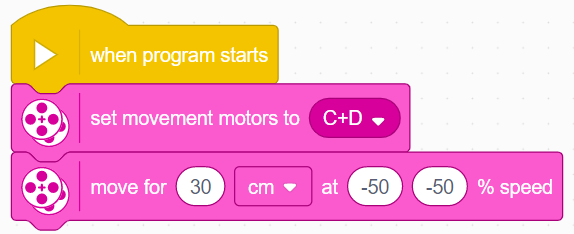 when program starts
set movement motors to C+D
move for 30 cm at -50 -50 % speed